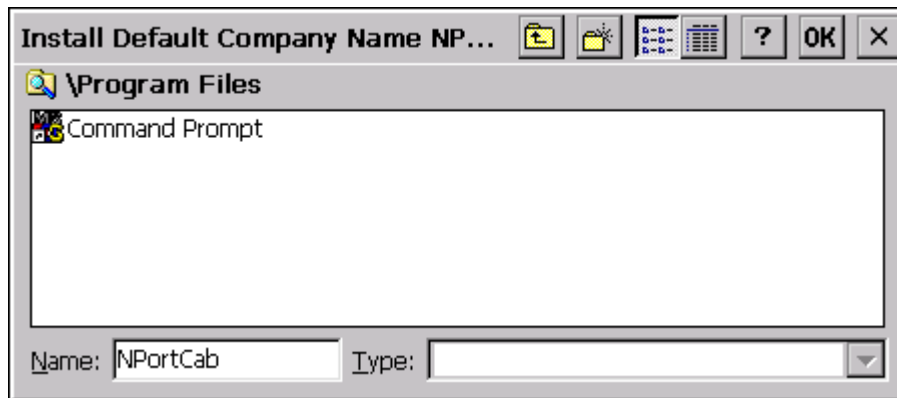 Install Default Company Name NP... ? OK ×
\Program Files
Command Prompt
Name: NPortCab Type: